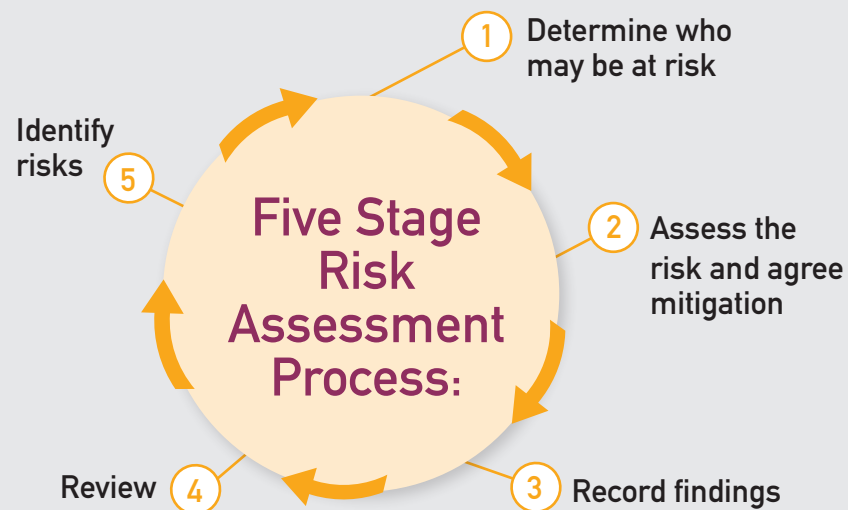 Five Stage
Risk
Assessment
Process:
1
Determine who
may be at risk
2
Assess the
risk and agree
mitigation
3
Record findings
4
Review
5
Identify
risks